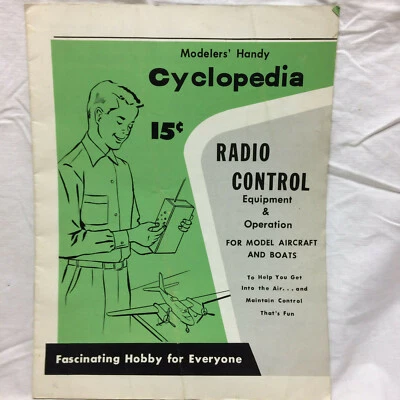 Modelers' Handy
Cyclopedia
15¢
RADIO
CONTROL
Equipment
&
Operation
FOR MODEL AIRCRAFT
AND BOATS
To Help You Get
Into the Air...and
Maintain Control
That's Fun
Fascinating Hobby for Everyone